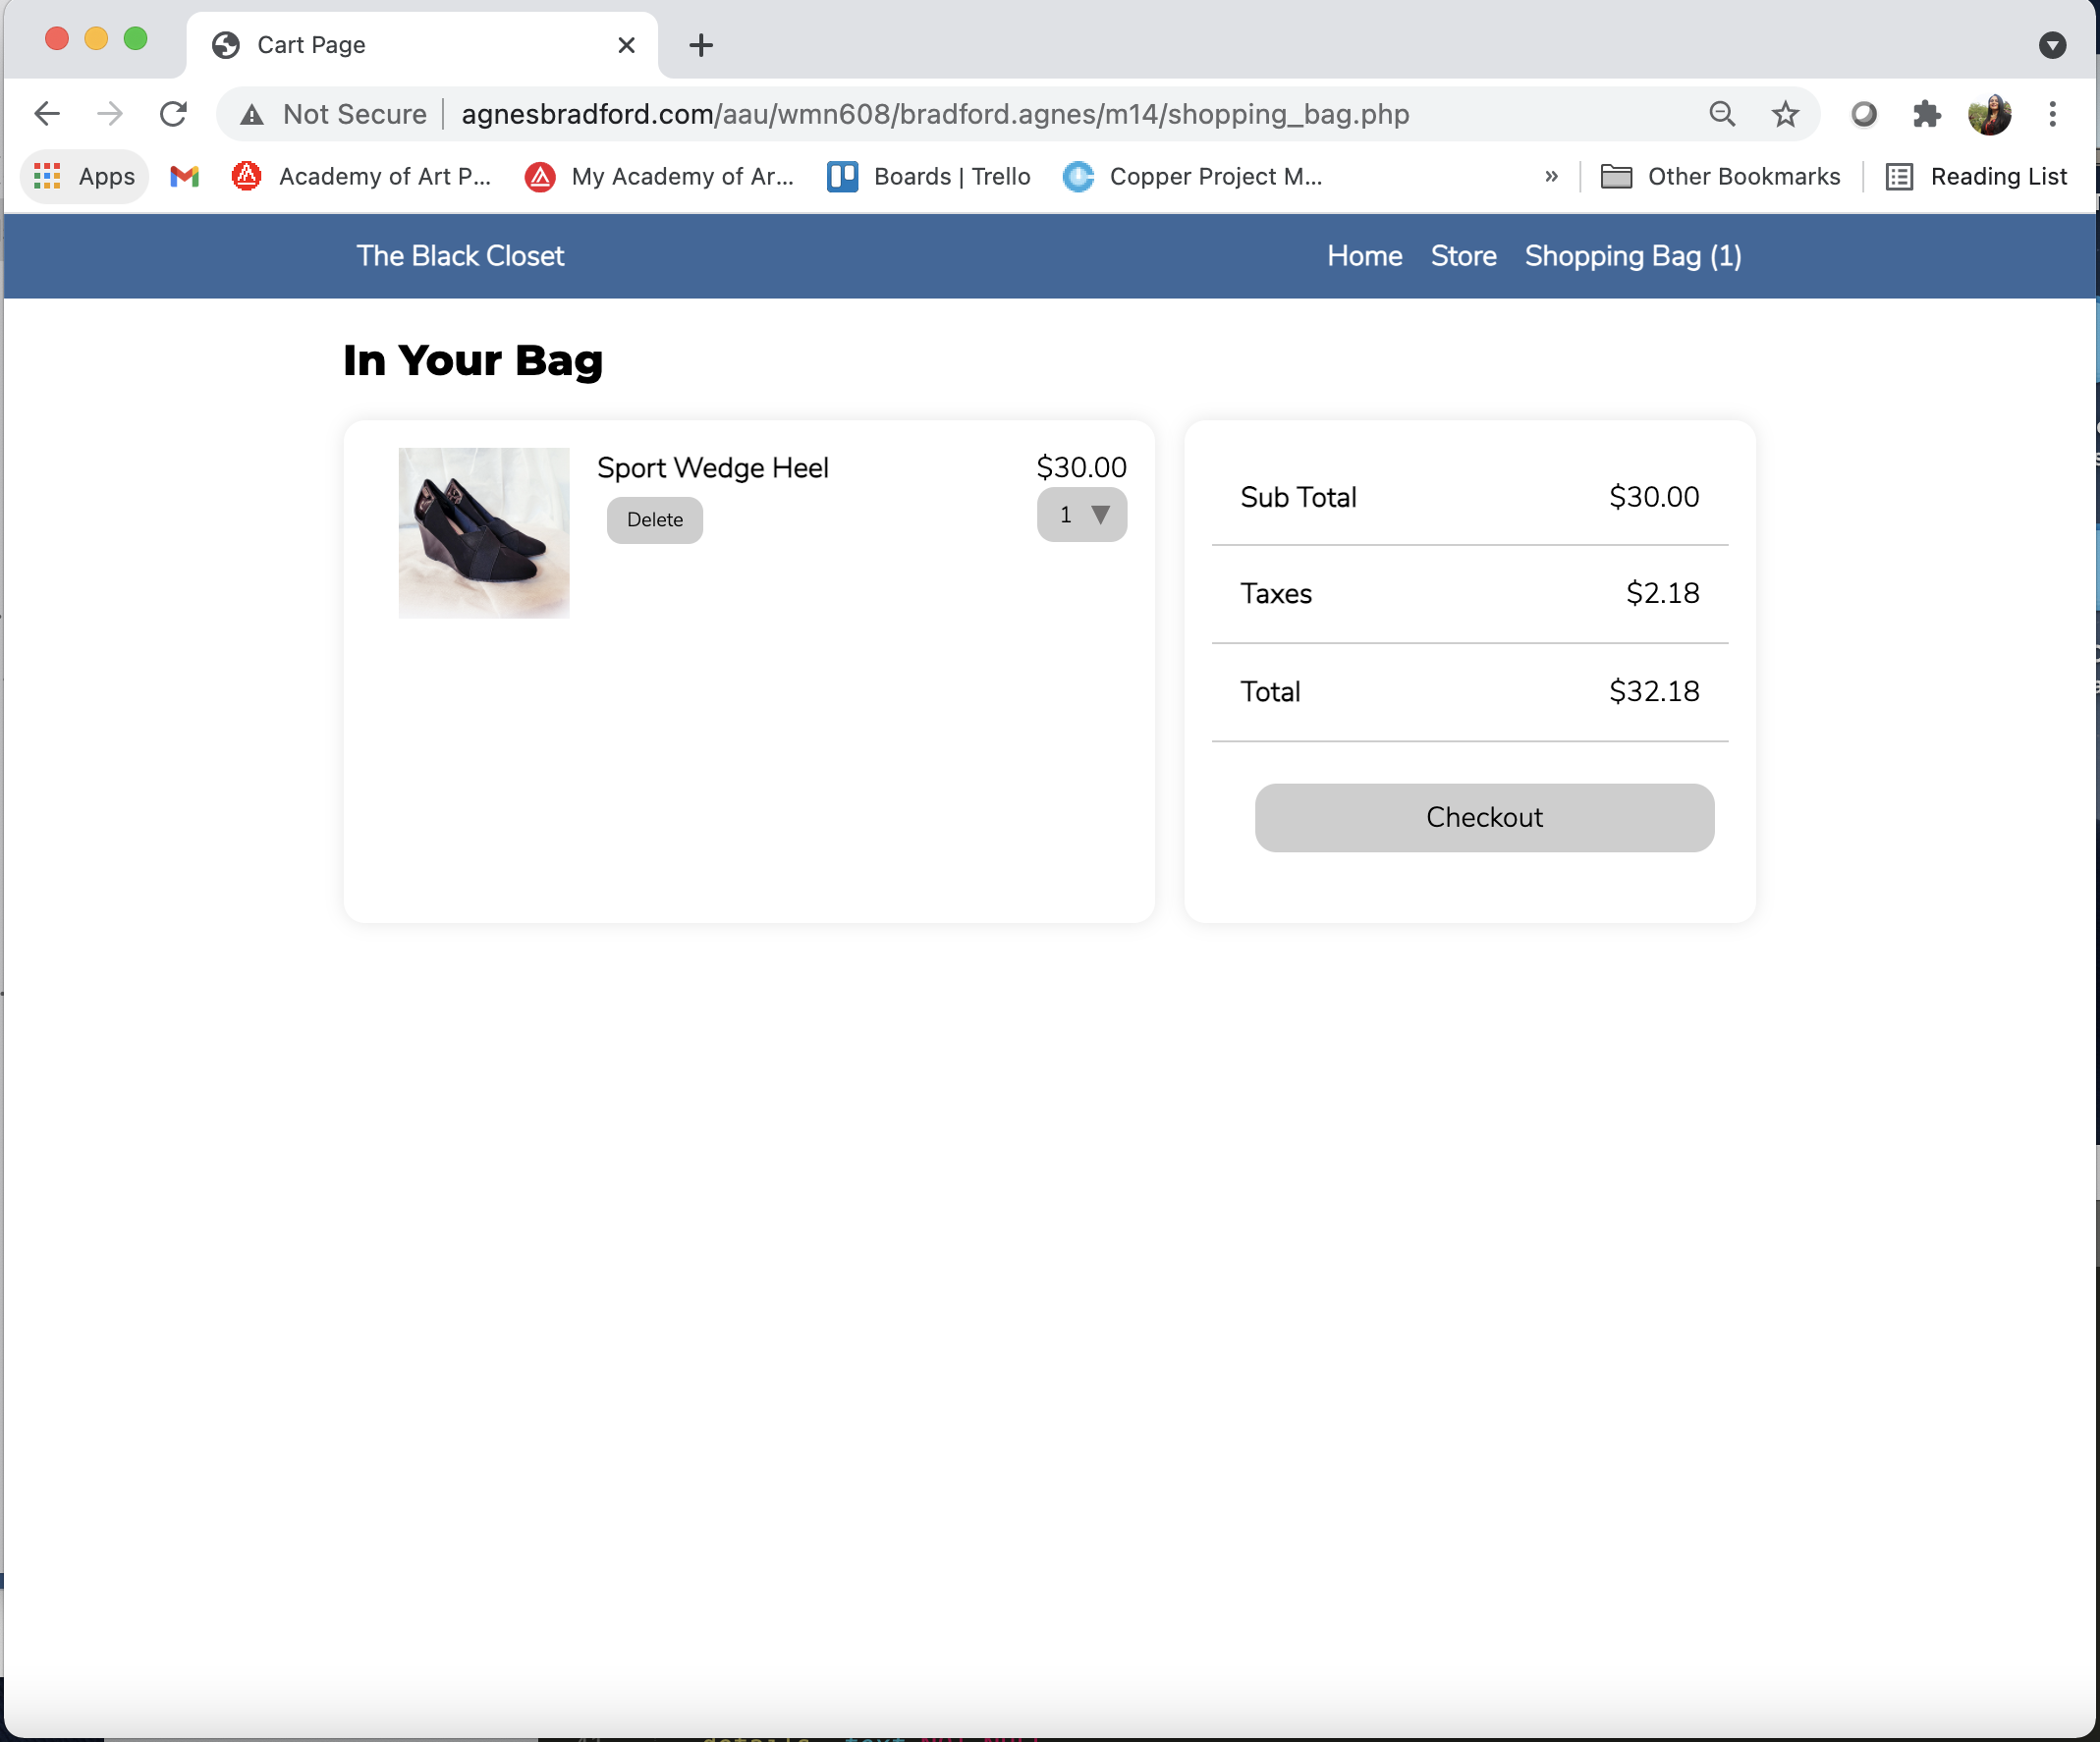 Cart Page
Not Secure agnesbradford.com/aau/wmn608/bradford.agnes/m14/shopping_bag.php
Apps Academy of Art P... My Academy of Ar... Boards | Trello Copper Project M... » Other Bookmarks Reading List
The Black Closet Home Store Shopping Bag (1)
In Your Bag
Sport Wedge Heel $30.00
Delete 1
Sub Total $30.00
Taxes $2.18
Total $32.18
Checkout